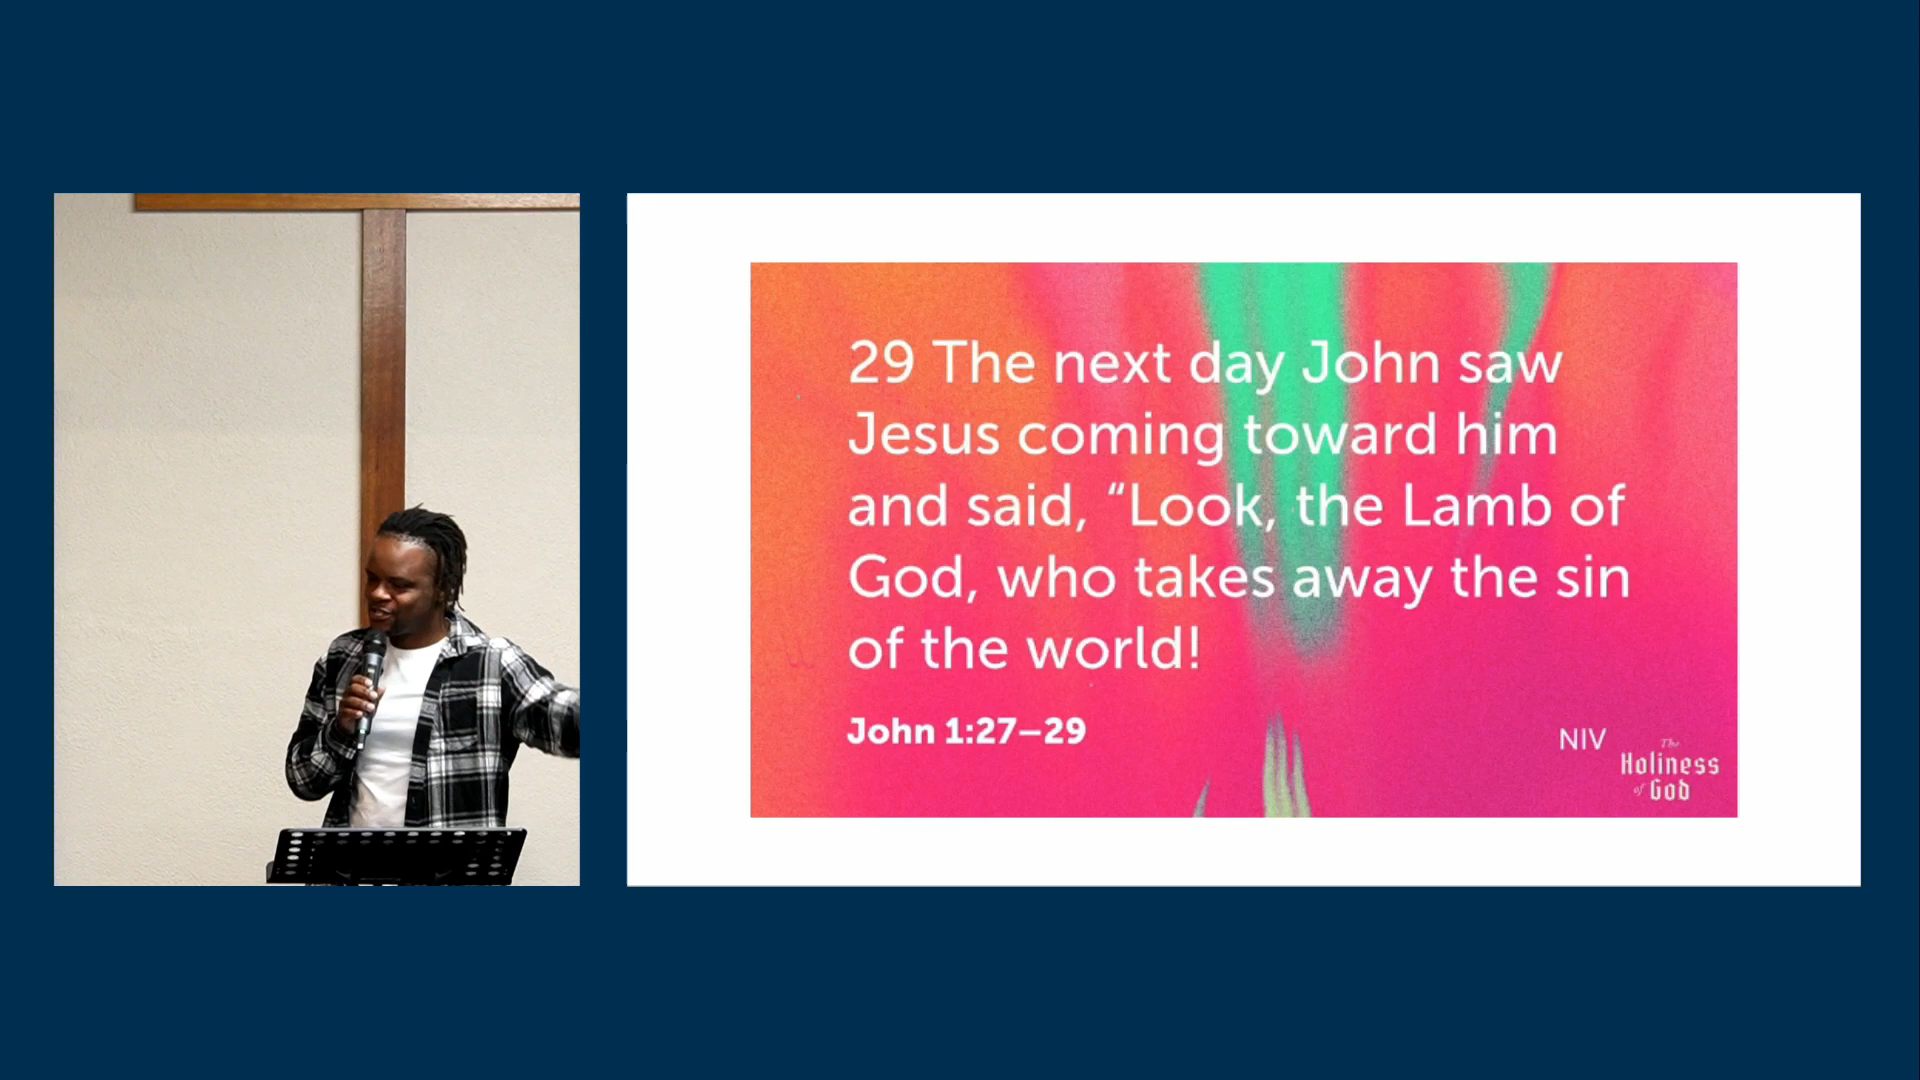 29 The next day John saw
Jesus coming toward him
and said, “Look, the Lamb of
God, who takes away the sin
of the world!
John 1:27–29
NIV
The
Holiness
of God